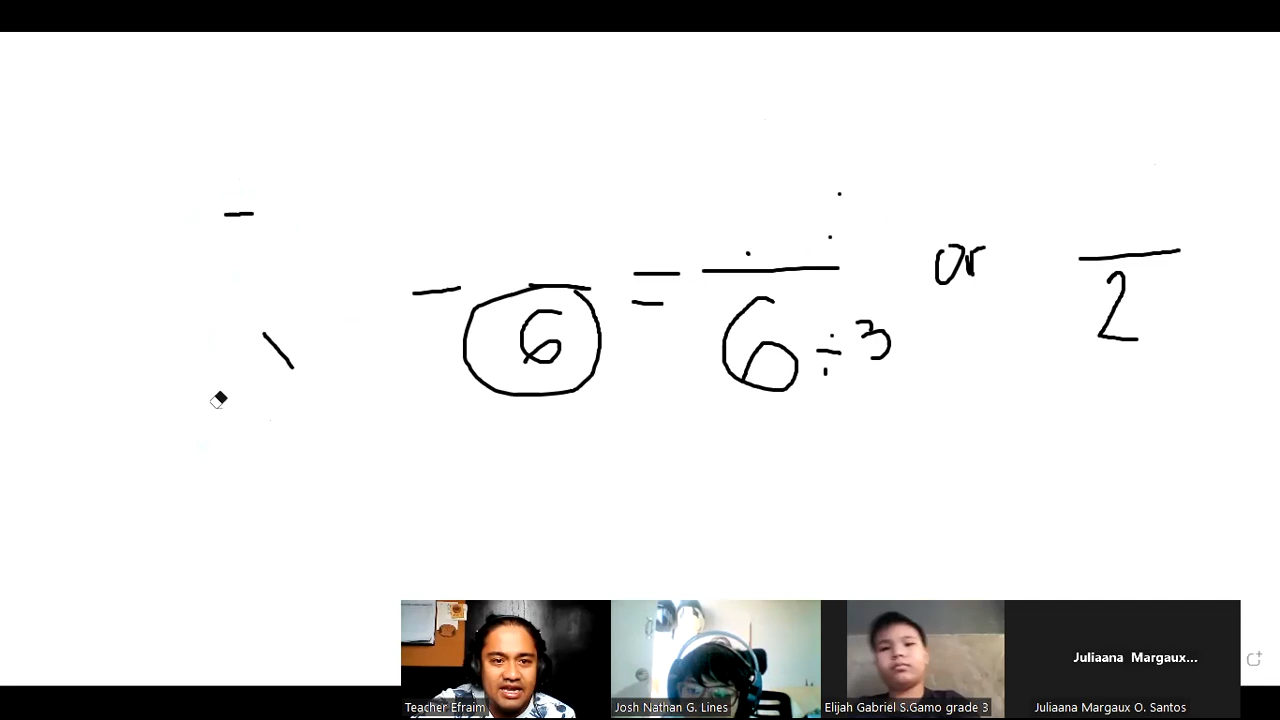 - 6 = 6 ÷ 3 or 2
Juliaana Margaux...
Teacher Efraim
Josh Nathan G. Lines
Elijah Gabriel S.Gamo grade 3
Juliaana Margaux O. Santos